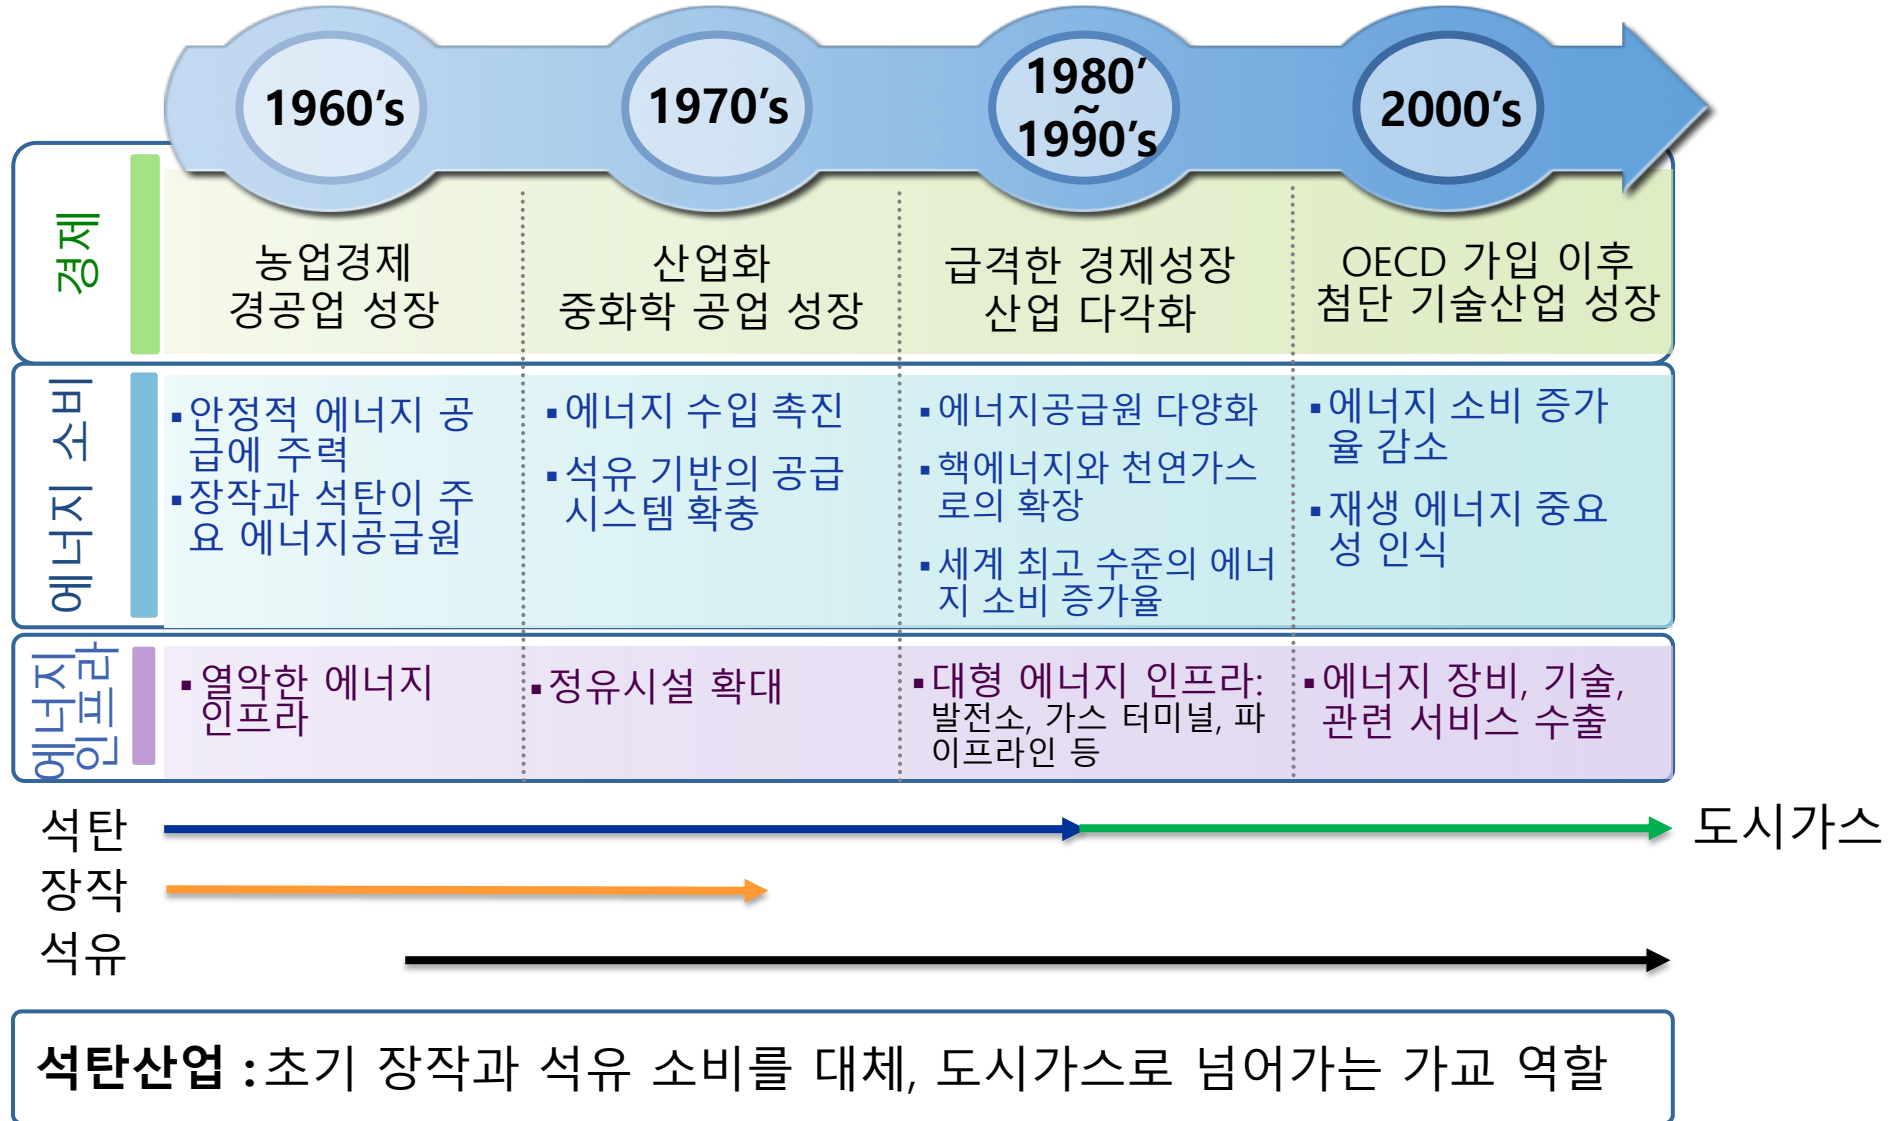 1960’s
1970’s
1980’
~
1990’s
2000’s
경제
농업경제
경공업 성장
산업화
중화학 공업 성장
급격한 경제성장
산업 다각화
OECD 가입 이후
첨단 기술산업 성장
에너지 소비
▪안정적 에너지 공
급에 주력
▪장작과 석탄이 주
요 에너지공급원
▪에너지 수입 촉진
▪석유 기반의 공급
시스템 확충
▪에너지공급원 다양화
▪핵에너지와 천연가스
로의 확장
▪세계 최고 수준의 에너
지 소비 증가율
▪에너지 소비 증가
율 감소
▪재생 에너지 중요
성 인식
에너지
인프라
▪열악한 에너지
인프라
▪정유시설 확대
▪대형 에너지 인프라:
발전소, 가스 터미널, 파
이프라인 등
▪에너지 장비, 기술,
관련 서비스 수출
석탄
도시가스
장작
석유
석탄산업 : 초기 장작과 석유 소비를 대체, 도시가스로 넘어가는 가교 역할